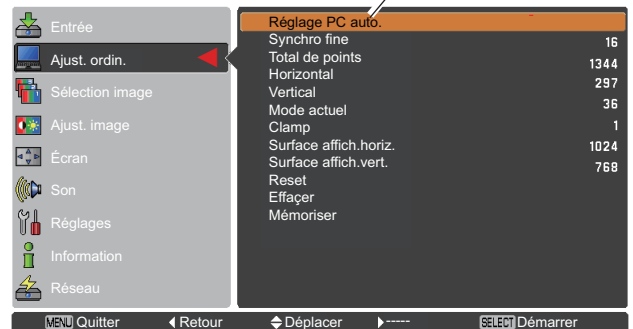 Entrée
Ajust. ordin.
Sélection image
Ajust. image
Écran
Son
Réglages
Information
Réseau
Réglage PC auto.
Synchro fine 16
Total de points 1344
Horizontal 297
Vertical 36
Mode actuel
Clamp 1
Surface affich.horiz. 1024
Surface affich.vert. 768
Reset
Effaçer
Mémoriser
MENU Quitter Retour Déplacer ----- SELECT Démarrer